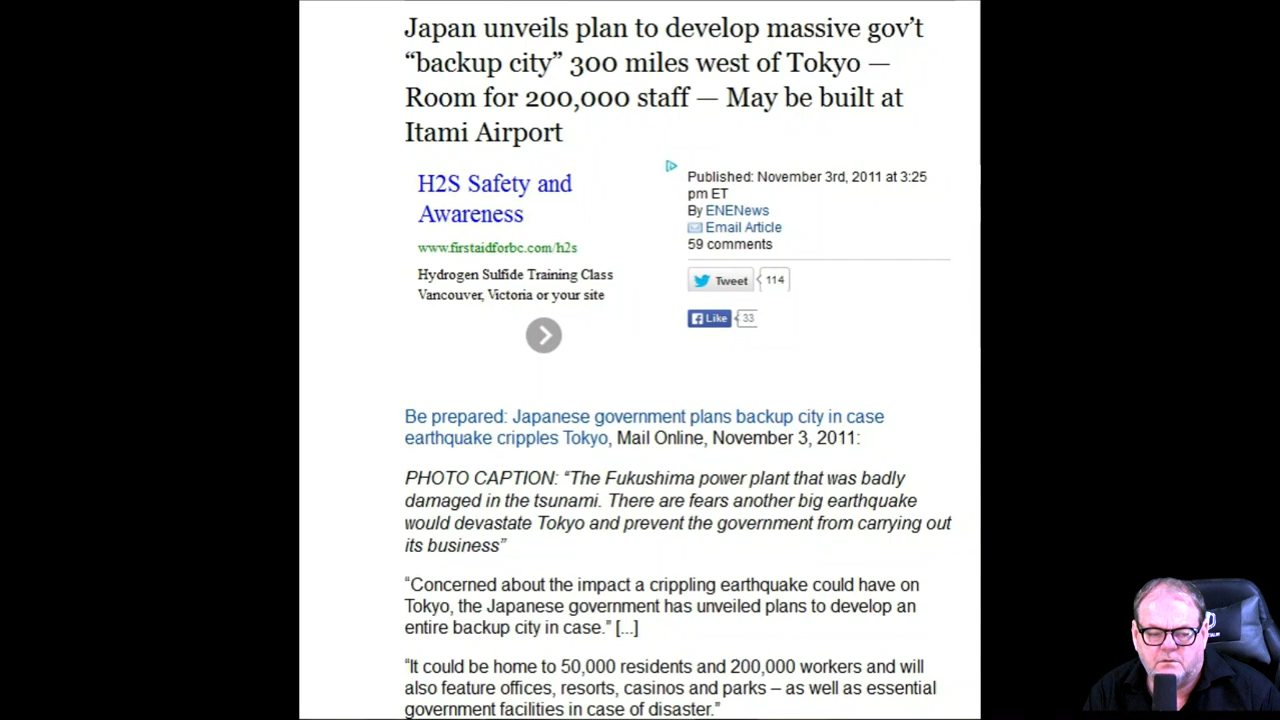 Japan unveils plan to develop massive gov’t
“backup city” 300 miles west of Tokyo —
Room for 200,000 staff — May be built at
Itami Airport
H2S Safety and
Awareness
www.firstaidforbc.com/h2s
Hydrogen Sulfide Training Class
Vancouver, Victoria or your site
Published: November 3rd, 2011 at 3:25
pm ET
By ENENews
Email Article
59 comments
Tweet 114
Like 33
Be prepared: Japanese government plans backup city in case
earthquake cripples Tokyo, Mail Online, November 3, 2011:
PHOTO CAPTION: “The Fukushima power plant that was badly
damaged in the tsunami. There are fears another big earthquake
would devastate Tokyo and prevent the government from carrying out
its business”
“Concerned about the impact a crippling earthquake could have on
Tokyo, the Japanese government has unveiled plans to develop an
entire backup city in case.” [...]
“It could be home to 50,000 residents and 200,000 workers and will
also feature offices, resorts, casinos and parks – as well as essential
government facilities in case of disaster.”